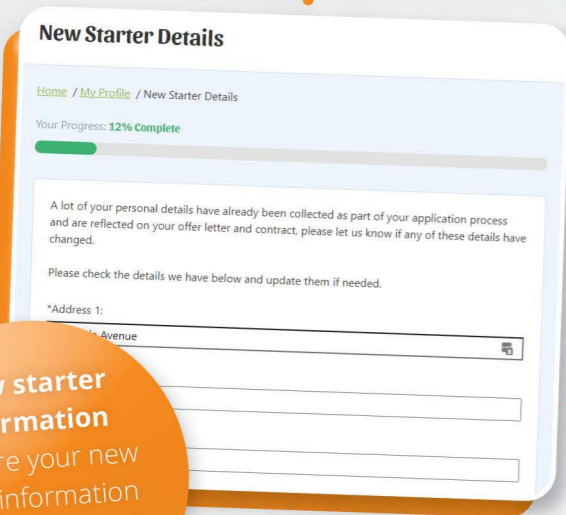 New Starter Details
Home / My Profile / New Starter Details
Your Progress: 12% Complete
A lot of your personal details have already been collected as part of your application process
and are reflected on your offer letter and contract, please let us know if any of these details have
changed.
Please check the details we have below and update them if needed.
*Address 1:
Avenue
starter
your new
information